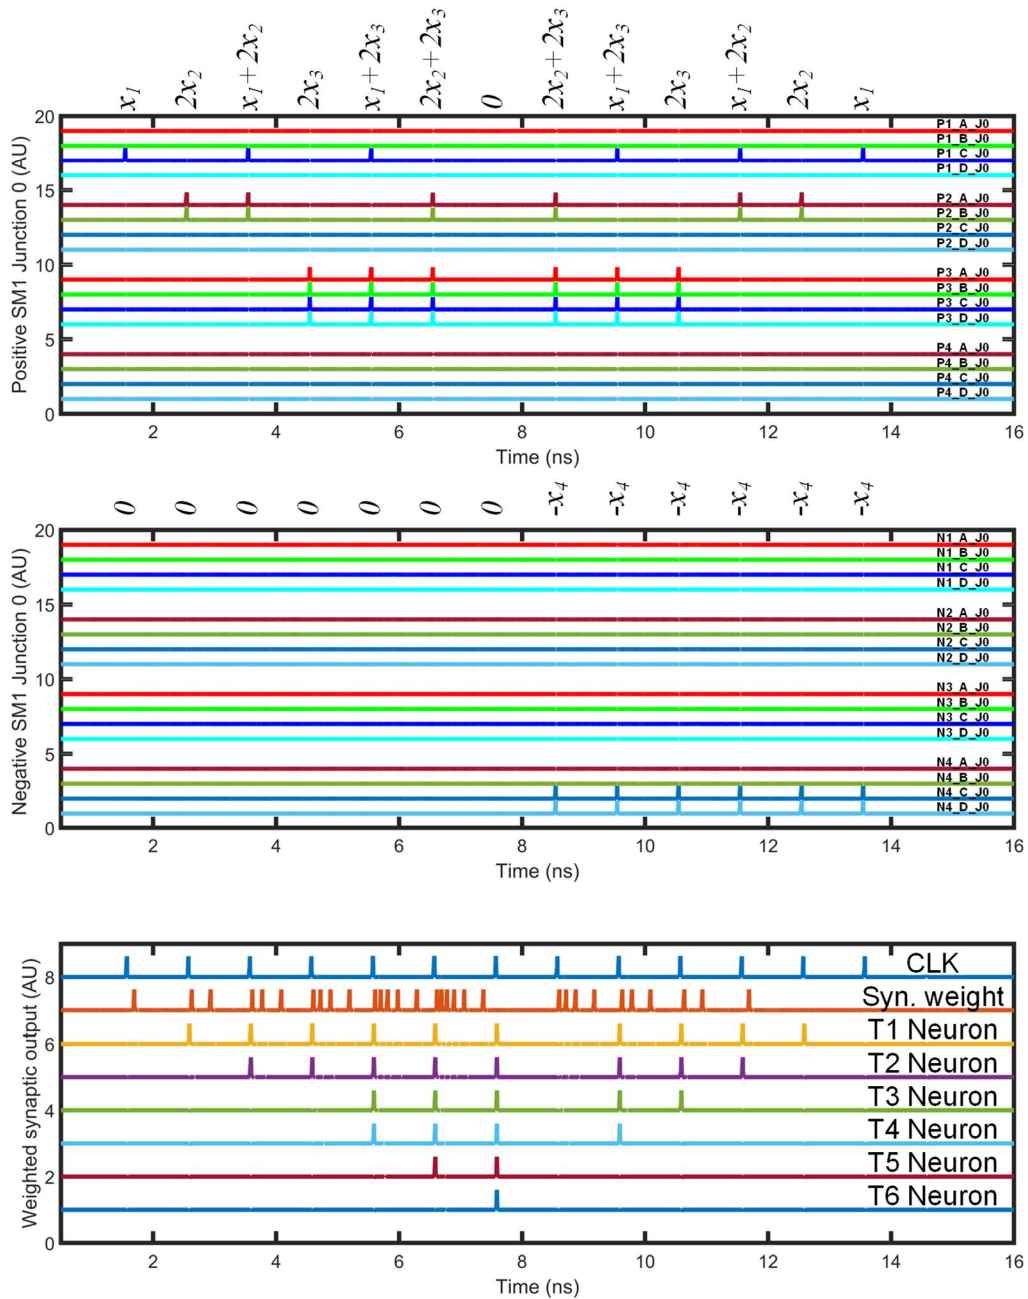 x1 2x2 x1+2x2 2x3 x1+2x3 2x2+2x3 0 2x2+2x3 x1+2x3 2x3 x1+2x2 2x2 x1
Positive SM1 Junction 0 (AU)
20
15
10
5
0
P1_A_J0
P1_B_J0
P1_C_J0
P1_D_J0
P2_A_J0
P2_B_J0
P2_C_J0
P2_D_J0
P3_A_J0
P3_B_J0
P3_C_J0
P3_D_J0
P4_A_J0
P4_B_J0
P4_C_J0
P4_D_J0
2 4 6 8 10 12 14 16
Time (ns)
0 0 0 0 0 0 0 -x4 -x4 -x4 -x4 -x4 -x4
Negative SM1 Junction 0 (AU)
20
15
10
5
0
N1_A_J0
N1_B_J0
N1_C_J0
N1_D_J0
N2_A_J0
N2_B_J0
N2_C_J0
N2_D_J0
N3_A_J0
N3_B_J0
N3_C_J0
N3_D_J0
N4_A_J0
N4_B_J0
N4_C_J0
N4_D_J0
2 4 6 8 10 12 14 16
Time (ns)
Weighted synaptic output (AU)
8
6
4
2
0
CLK
Syn. weight
T1 Neuron
T2 Neuron
T3 Neuron
T4 Neuron
T5 Neuron
T6 Neuron
2 4 6 8 10 12 14 16
Time (ns)